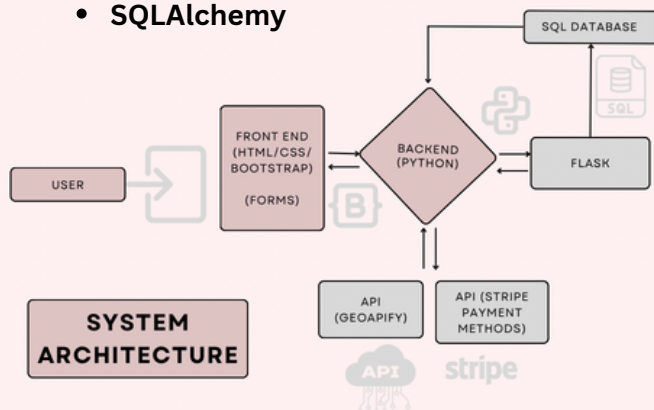 • SQLAlchemy
SQL DATABASE
SQL
FRONT END
(HTML/CSS/
BOOTSTRAP)
(FORMS)
BACKEND
(PYTHON)
FLASK
USER
B
API
(GEOAPIFY)
API (STRIPE
PAYMENT
METHODS)
SYSTEM
ARCHITECTURE
API
stripe